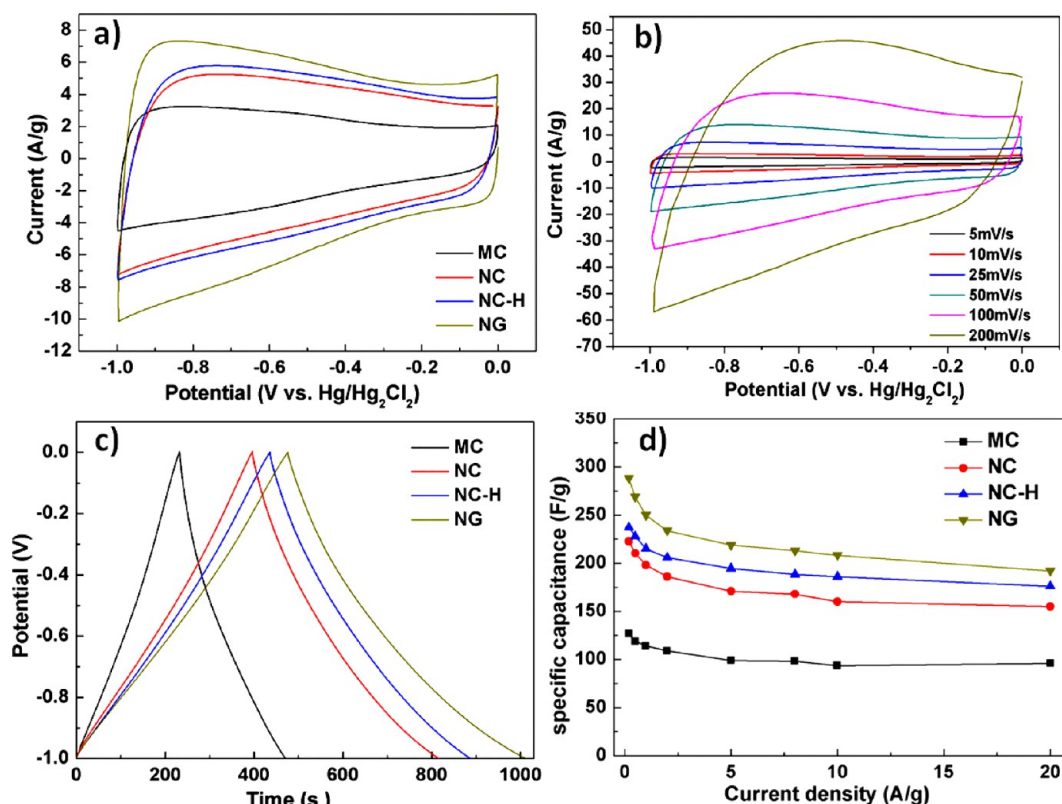 a)
8
6
4
2
0
-2
-4
-6
-8
-10
-12
Current (A/g)
MC
NC
NC-H
NG
-1.0 -0.8 -0.6 -0.4 -0.2 0.0
Potential (V vs. Hg/Hg2Cl2)
b)
50
40
30
20
10
0
-10
-20
-30
-40
-50
-60
-70
Current (A/g)
5mV/s
10mV/s
25mV/s
50mV/s
100mV/s
200mV/s
-1.0 -0.8 -0.6 -0.4 -0.2 0.0
Potential (V vs. Hg/Hg2Cl2)
c)
0.0
-0.2
-0.4
-0.6
-0.8
-1.0
Potential (V)
MC
NC
NC-H
NG
0 200 400 600 800 1000
Time (s )
d)
350
300
250
200
150
100
50
0
specific capacitance (F/g)
MC
NC
NC-H
NG
0 5 10 15 20
Current density (A/g)